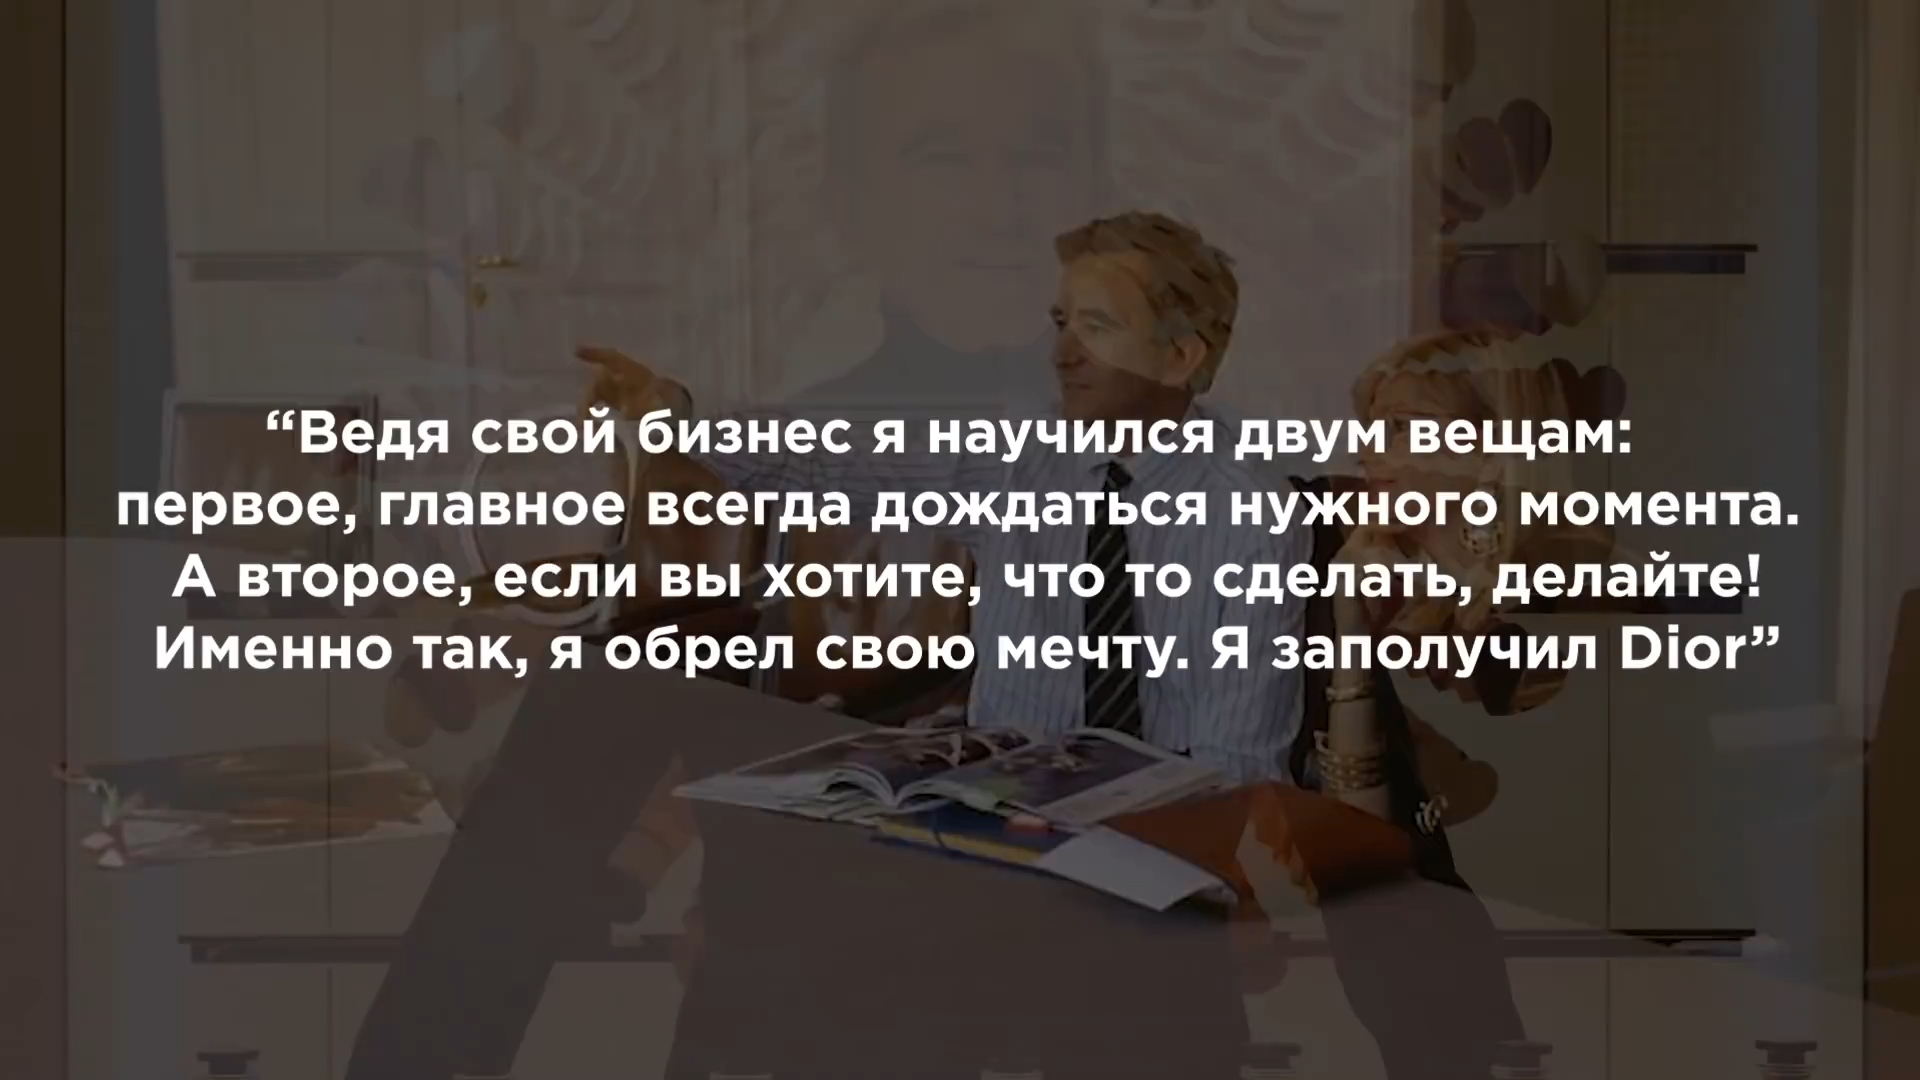 “Ведя свой бизнес я научился двум вещам:
первое, главное всегда дождаться нужного момента.
А второе, если вы хотите, что то сделать, делайте!
Именно так, я обрел свою мечту. Я заполучил Dior”